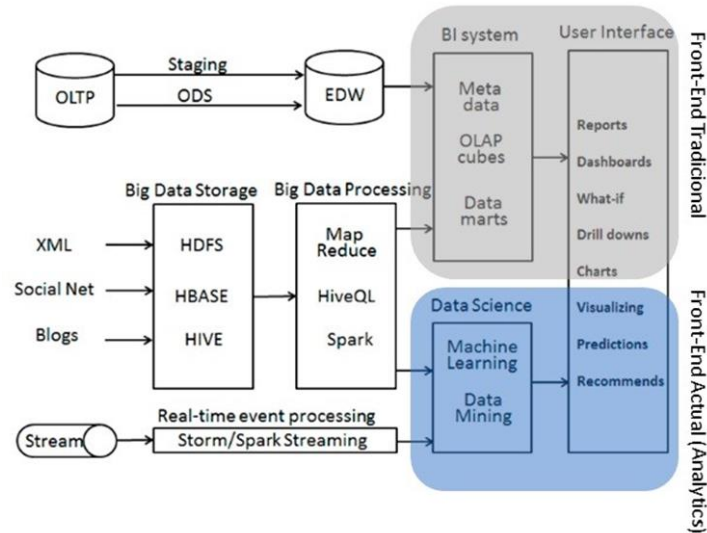 BI system
User Interface
Staging
OLTP
ODS
EDW
Meta
data
OLAP
cubes
Data
marts
Reports
Dashboards
What-if
Drill downs
Charts
Visualizing
Predictions
Recommends
Front-End Tradicional
Big Data Storage
Big Data Processing
XML
Social Net
Blogs
HDFS
HBASE
HIVE
Map
Reduce
HiveQL
Spark
Data Science
Machine
Learning
Data
Mining
Front-End Actual (Analytics)
Real-time event processing
Stream
Storm/Spark Streaming